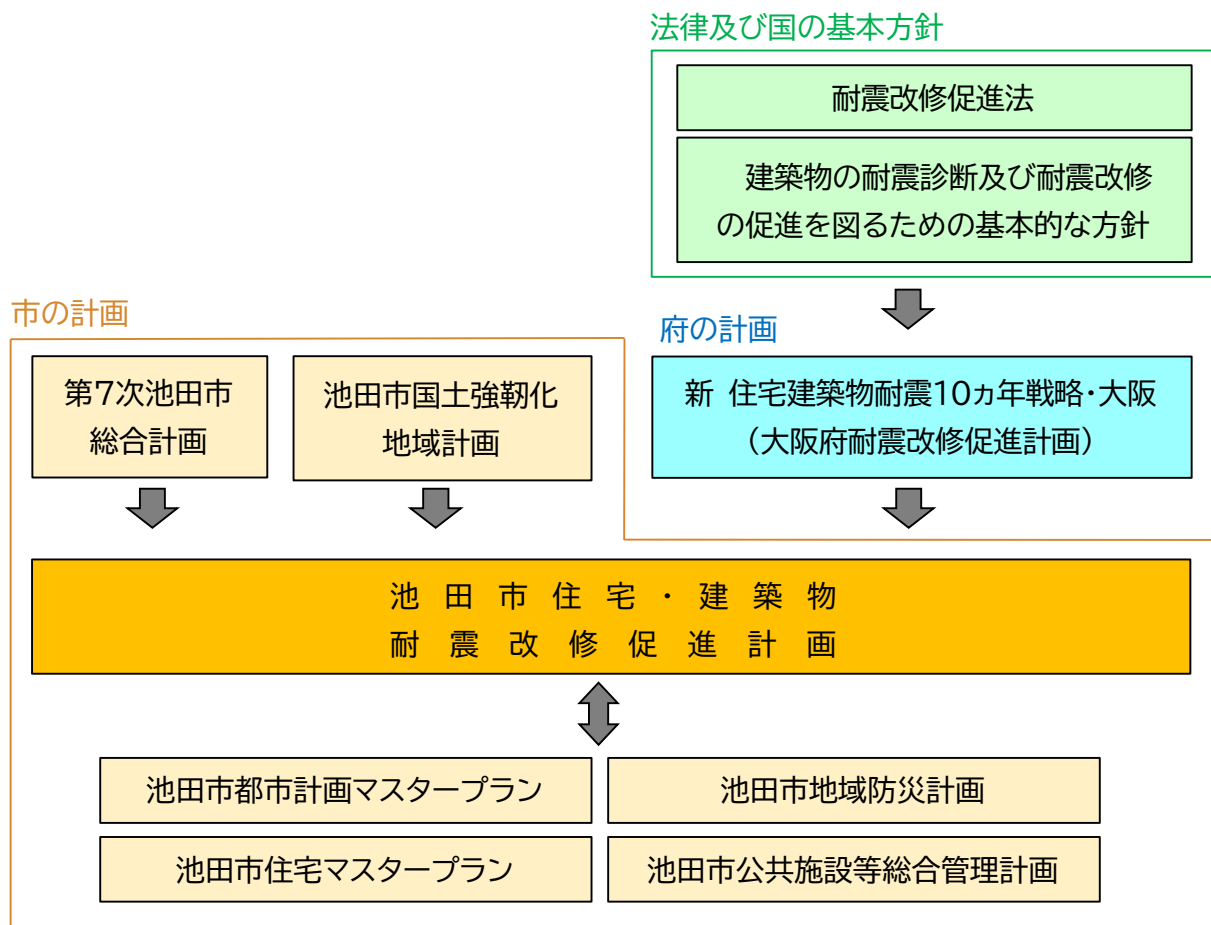 法律及び国の基本方針
耐震改修促進法
建築物の耐震診断及び耐震改修
の促進を図るための基本的な方針
市の計画
府の計画
第7次池田市
総合計画
池田市国土強靭化
地域計画
新 住宅建築物耐震10ヵ年戦略・大阪
(大阪府耐震改修促進計画)
池田市住宅・建築物
耐震改修促進計画
池田市都市計画マスタープラン
池田市地域防災計画
池田市住宅マスタープラン
池田市公共施設等総合管理計画